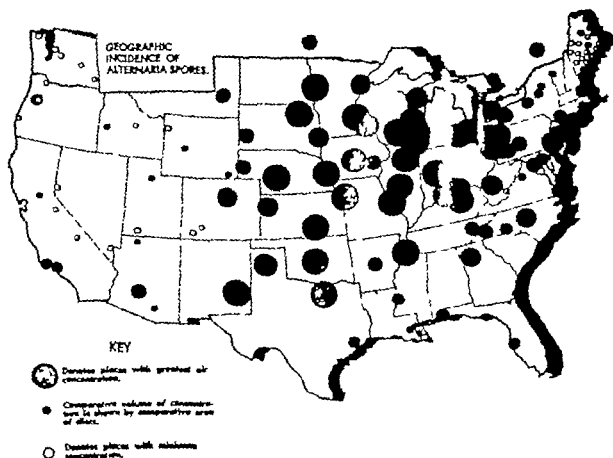 GEOGRAPHIC
INCIDENCE OF
ALTERNARIA SPORES.
KEY
Denotes places with greatest air
concentration.
Comparative volume of
is shown by comparative area
of discs.
Denotes places with minimum
concentration.